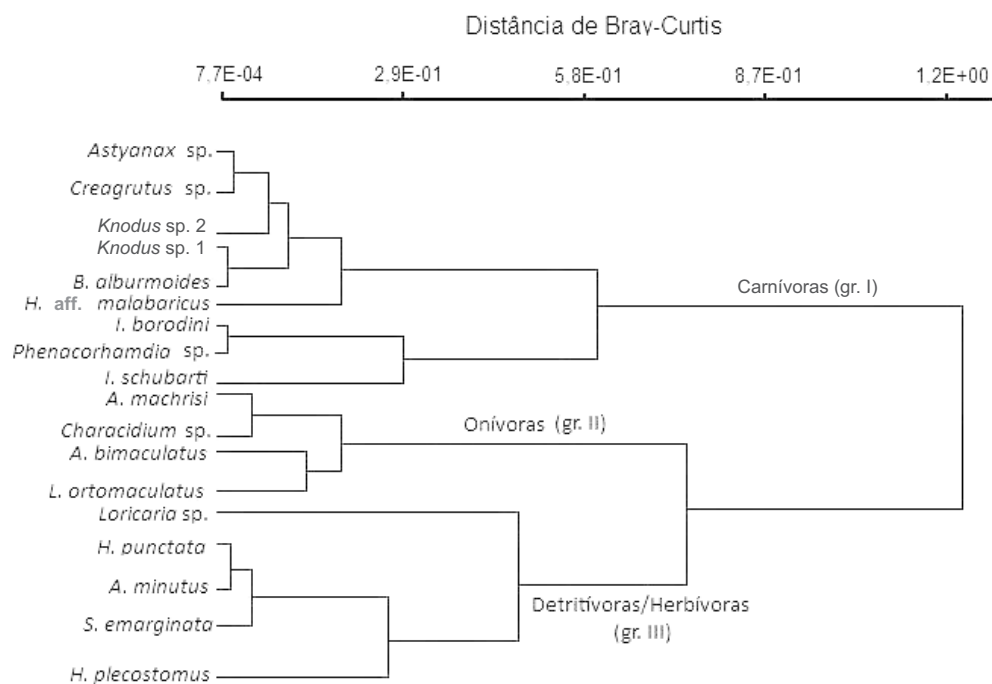 Distância de Bray-Curtis
7,7E-04 2,9E-01 5,8E-01 8,7E-01 1,2E+00
Astyanax sp.
Creagrutus sp.
Knodus sp. 2
Knodus sp. 1
B. alburmoides
H. aff. malabaricus
Carnívoras (gr. I)
I. borodini
Phenacorhamdia sp.
I. schubarti
A. machrisi
Onívoras (gr. II)
Characidium sp.
A. bimaculatus
L. ortomaculatus
Loricaria sp.
H. punctata
A. minutus
Detritívoras/Herbívoras
(gr. III)
S. emarginata
H. plecostomus